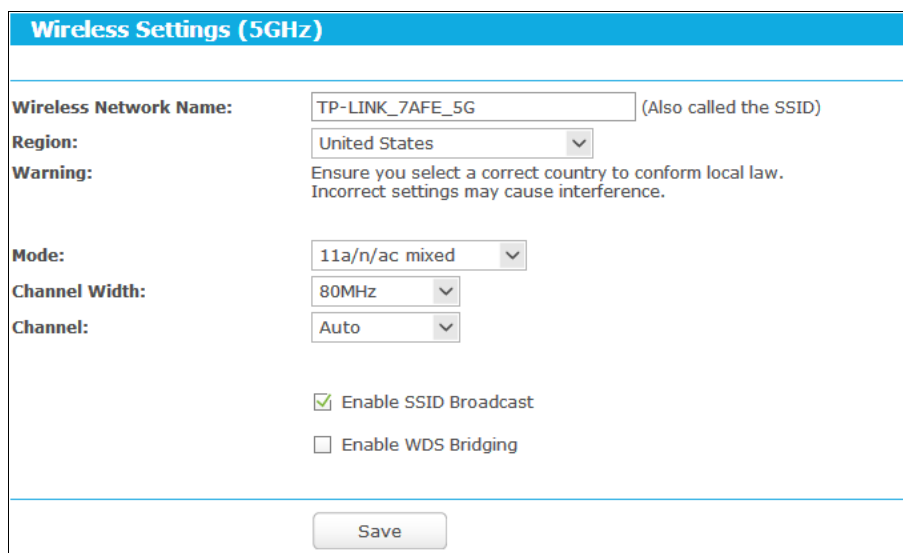 Wireless Settings (5GHz)
Wireless Network Name: TP-LINK_7AFE_5G (Also called the SSID)
Region: United States
Warning: Ensure you select a correct country to conform local law.
Incorrect settings may cause interference.
Mode: 11a/n/ac mixed
Channel Width: 80MHz
Channel: Auto
Enable SSID Broadcast
Enable WDS Bridging
Save